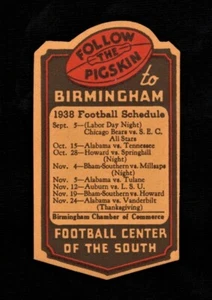 FOLLOW
THE
PIGSKIN
to
BIRMINGHAM
1938 Football Schedule
Sept. 5—(Labor Day Night)
Chicago Bears vs. S.E.C.
All Stars
Oct. 15—Alabama vs. Tennessee
Oct. 28—Howard vs. Springhill
(Night)
Nov. 4—Bham-Southern vs. Millsaps
(Night)
Nov. 5—Alabama vs. Tulane
Nov. 12—Auburn vs. L.S.U.
Nov. 19—Bham-Southern vs. Howard
Nov. 24—Alabama vs. Vanderbilt
(Thanksgiving)
Birmingham Chamber of Commerce
FOOTBALL CENTER
OF THE SOUTH